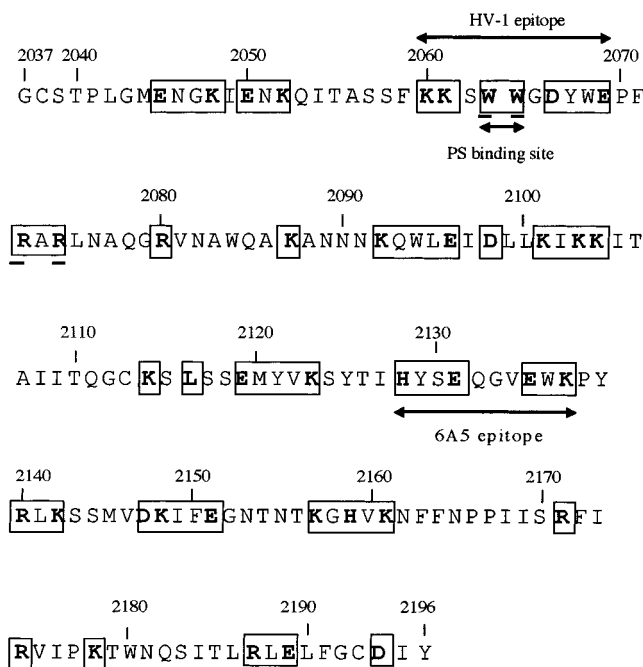 HV-1 epitope
2037 2040 2050 2060 2070
GCSTPLGMENGKIENKQITASSFKKSWWGDYWEPF
PS binding site
2080 2090 2100
RARLNAQGRVNAWQAKANNNKQWLEIDLLKIKKIT
2110 2120 2130
AIITQGCKSLSSEMYVKSYTIHYSEQGVEWKPY
6A5 epitope
2140 2150 2160 2170
RLKSSMVDKIFEGNTNTKGHVKNFFNPPIISRFI
2180 2190 2196
RVIPKTWNQSITLRLELFGCDIY